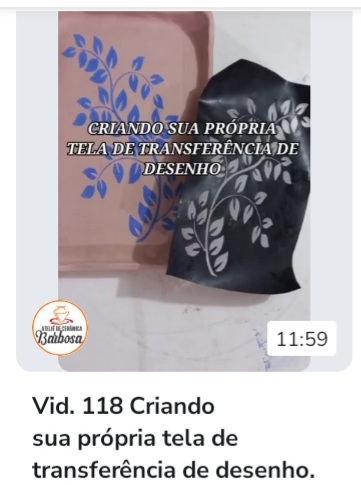 CRIANDO SUA PRÓPRIA
TELA DE TRANSFERÊNCIA DE
DESENHO
ATELIÊ DE CERÂMICA
Barbosa
11:59
Vid. 118 Criando
sua própria tela de
transferência de desenho.